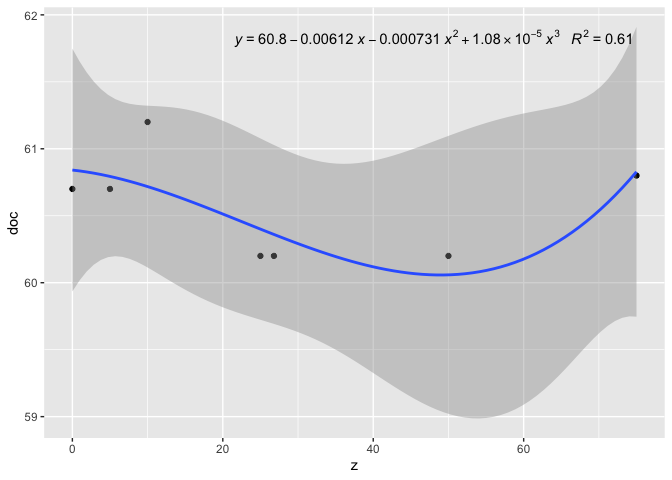 62
y = 60.8 − 0.00612 x − 0.000731 x² + 1.08 × 10⁻⁵ x³ R² = 0.61
61
doc
60
59
0 20 40 60
z